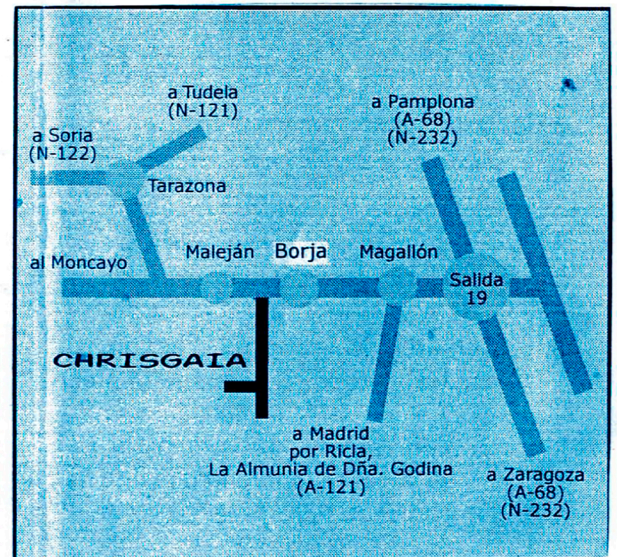 a Tudela
(N-121)
a Pamplona
(A-68)
(N-232)
a Soria
(N-122)
Tarazona
al Moncayo
Maleján
Borja
Magallón
Salida
19
CHRISGAIA
a Madrid
por Ricla,
La Almunia de Dña. Godina
(A-121)
a Zaragoza
(A-68)
(N-232)